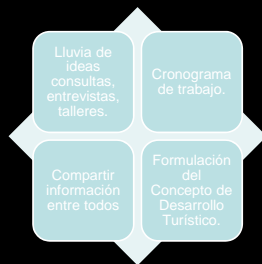 Lluvia de
ideas
consultas,
entrevistas,
talleres.
Cronograma
de trabajo.
Compartir
información
entre todos
Formulación
del
Concepto de
Desarrollo
Turístico.